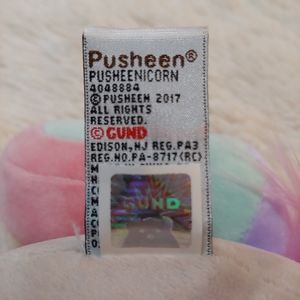 Pusheen®
PUSHEENICORN
4048884
© PUSHEEN 2017
ALL RIGHTS
RESERVED.
© GUND
EDISON, NJ REG.PA3
REG.NO.PA-8717(RC)
GUND